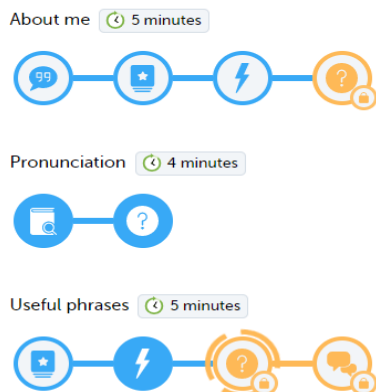 About me 5 minutes
Pronunciation 4 minutes
Useful phrases 5 minutes